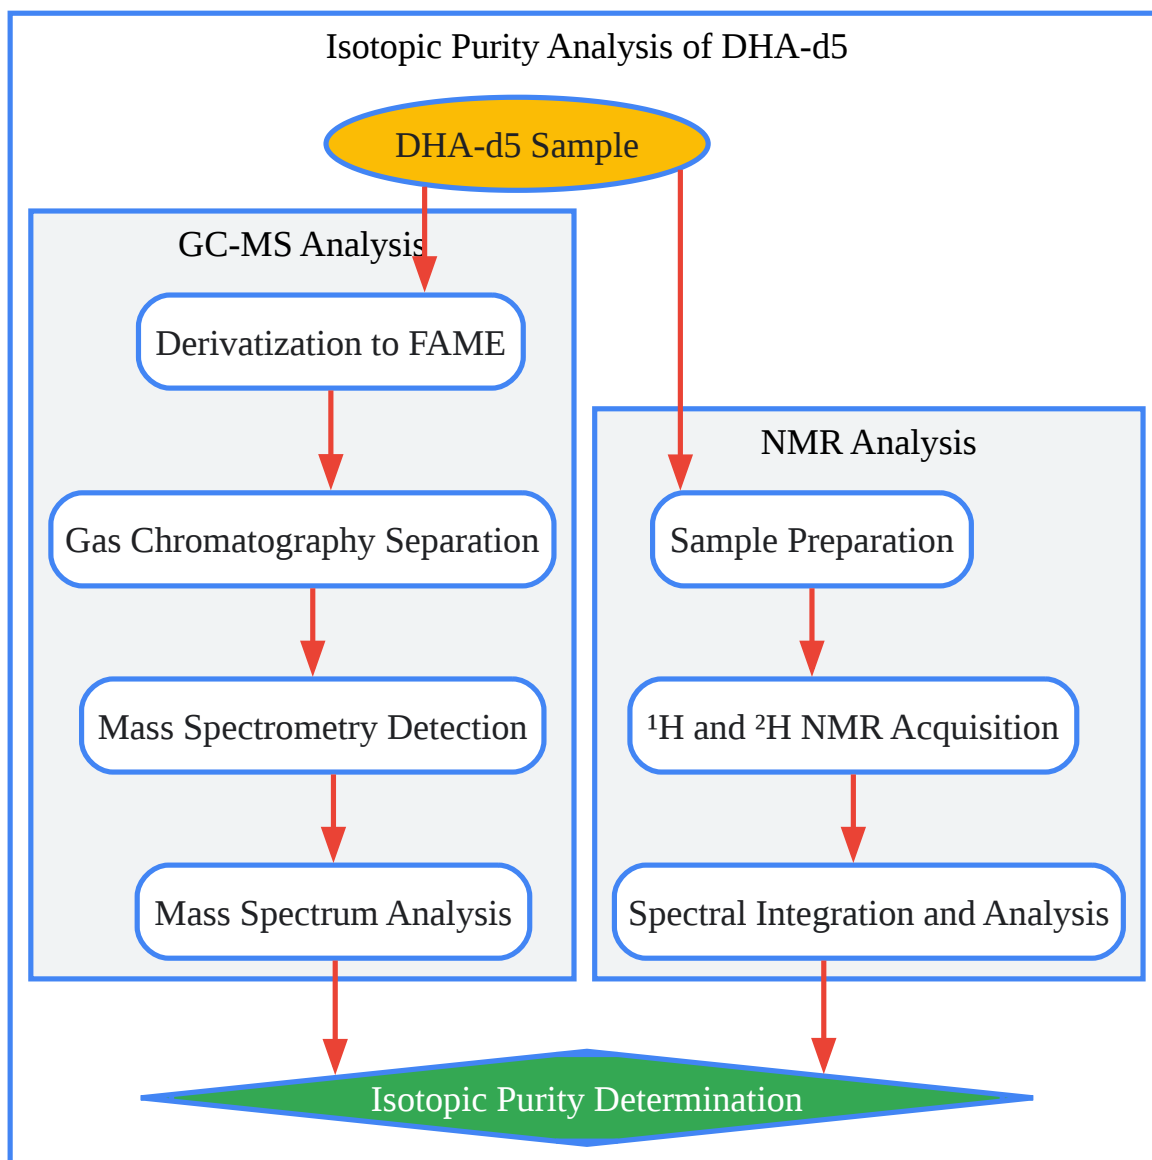 Isotopic Purity Analysis of DHA-d5
DHA-d5 Sample
GC-MS Analysis
Derivatization to FAME
Gas Chromatography Separation
Mass Spectrometry Detection
Mass Spectrum Analysis
NMR Analysis
Sample Preparation
¹H and ²H NMR Acquisition
Spectral Integration and Analysis
Isotopic Purity Determination